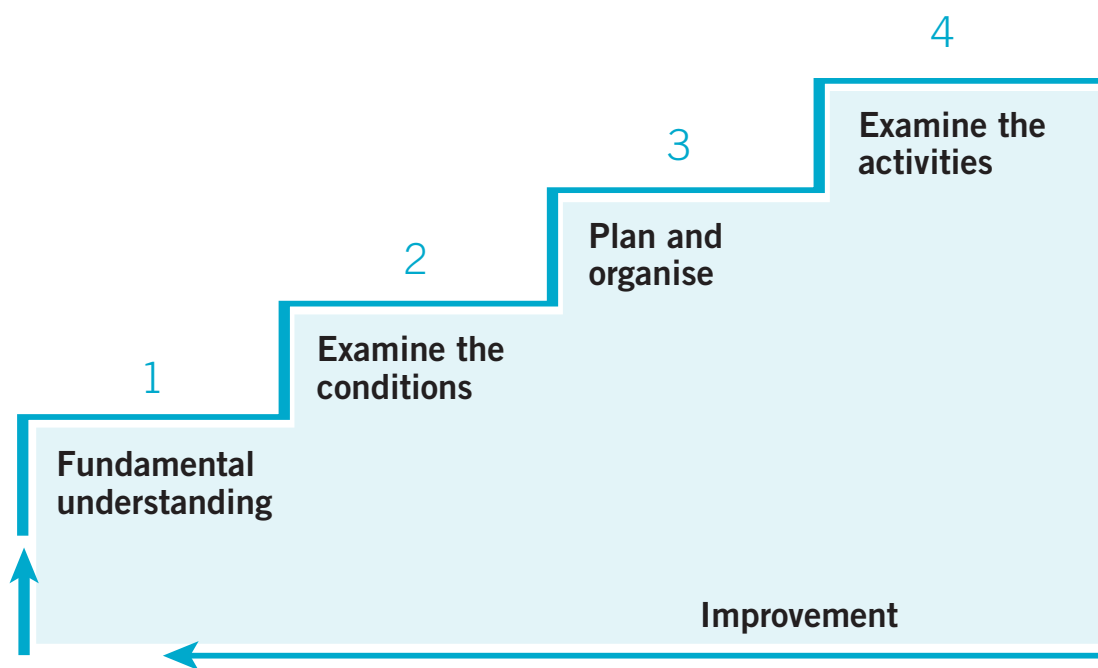 1
Fundamental
understanding
2
Examine the
conditions
3
Plan and
organise
4
Examine the
activities
Improvement